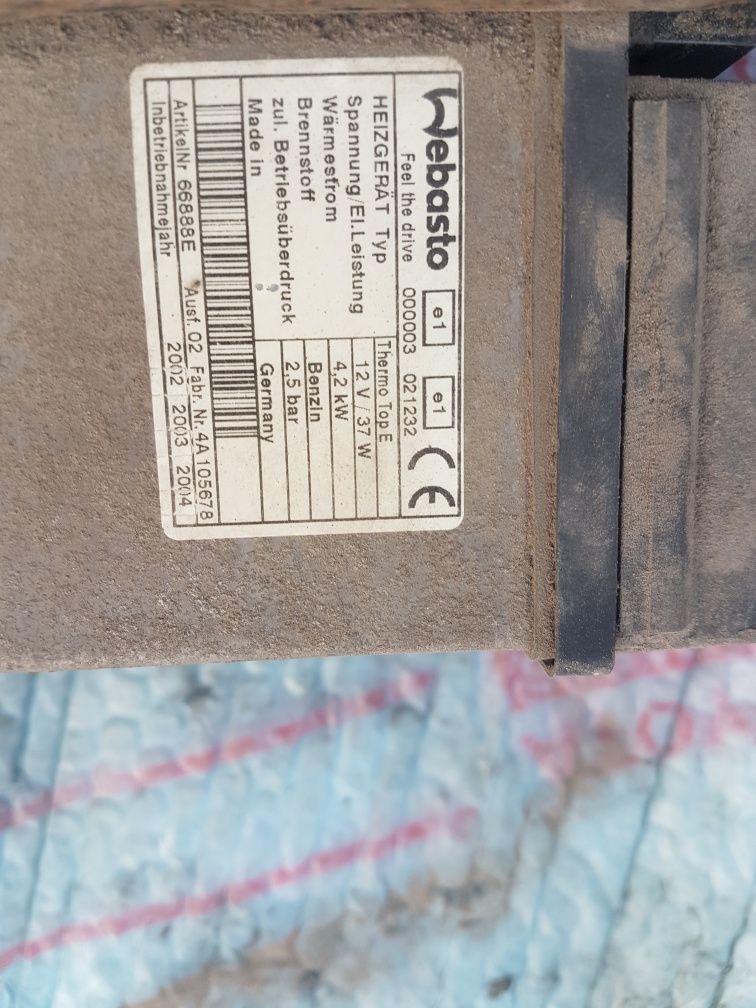 Webasto e1 e1 CE
Feel the drive 000003 021232
HEIZGERÄT Typ Thermo Top E
Spannung/El.Leistung 12 V / 37 W
Wärmestrom 4,2 kW
Brennstoff Benzin
zul. Betriebsüberdruck 2,5 bar
Made in Germany
ArtikelNr 66888E Ausf. 02 Fabr. Nr. 4A105678
Inbetriebnahmejahr 2002 2003 2004